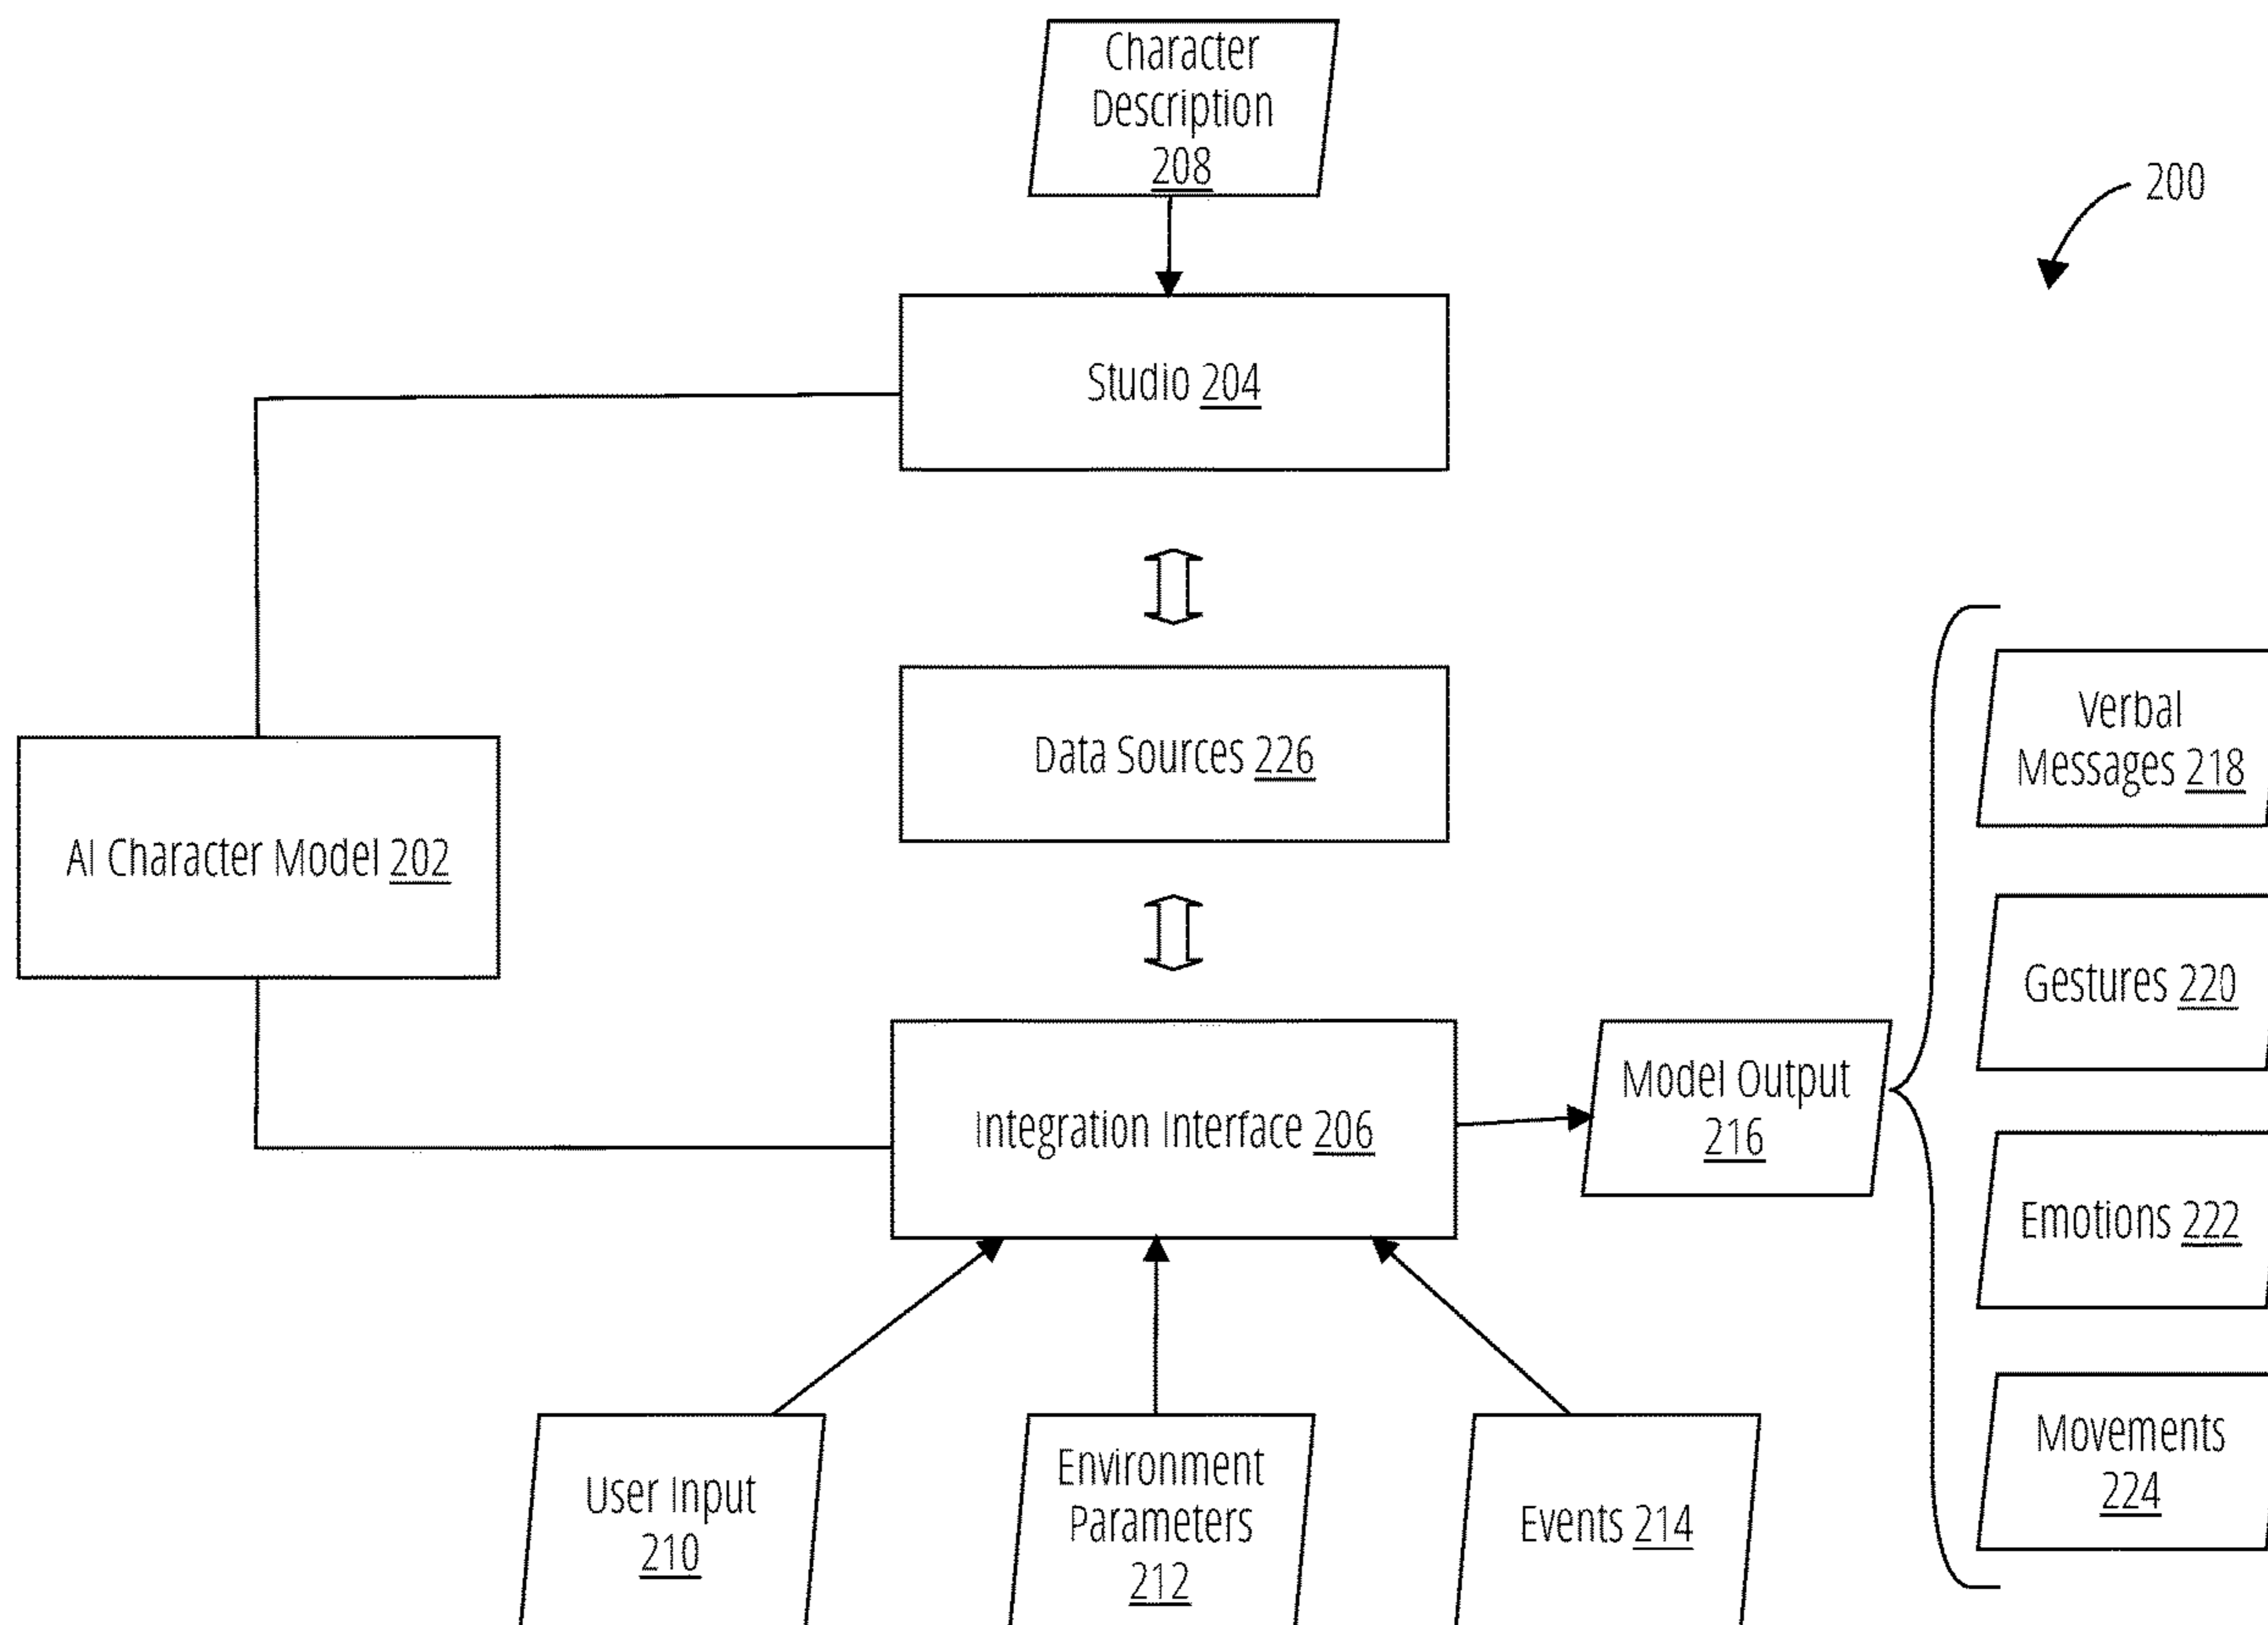 Character
Description
208
200
Studio 204
Data Sources 226
Verbal
Messages 218
AI Character Model 202
Gestures 220
Integration Interface 206
Model Output
216
Emotions 222
User Input
210
Environment
Parameters
212
Events 214
Movements
224